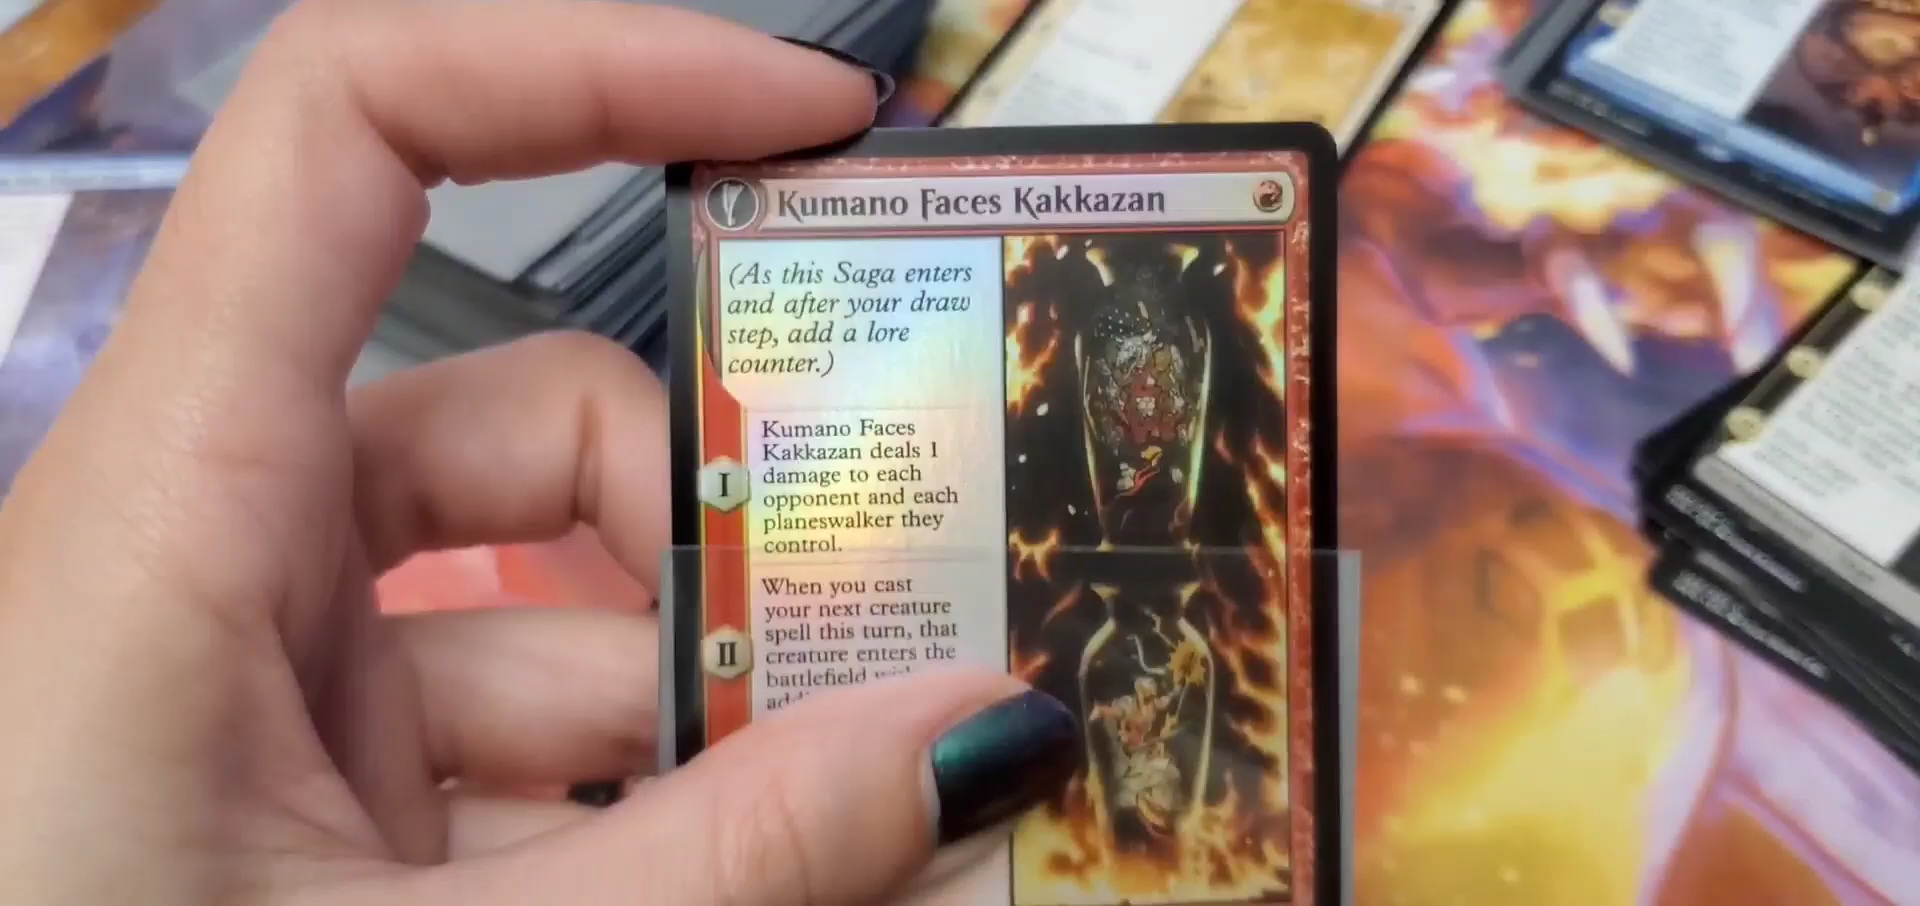 Kumano Faces Kakkazan
(As this Saga enters
and after your draw
step, add a lore
counter.)
I
Kumano Faces
Kakkazan deals 1
damage to each
opponent and each
planeswalker they
control.
II
When you cast
your next creature
spell this turn, that
creature enters the
battlefield